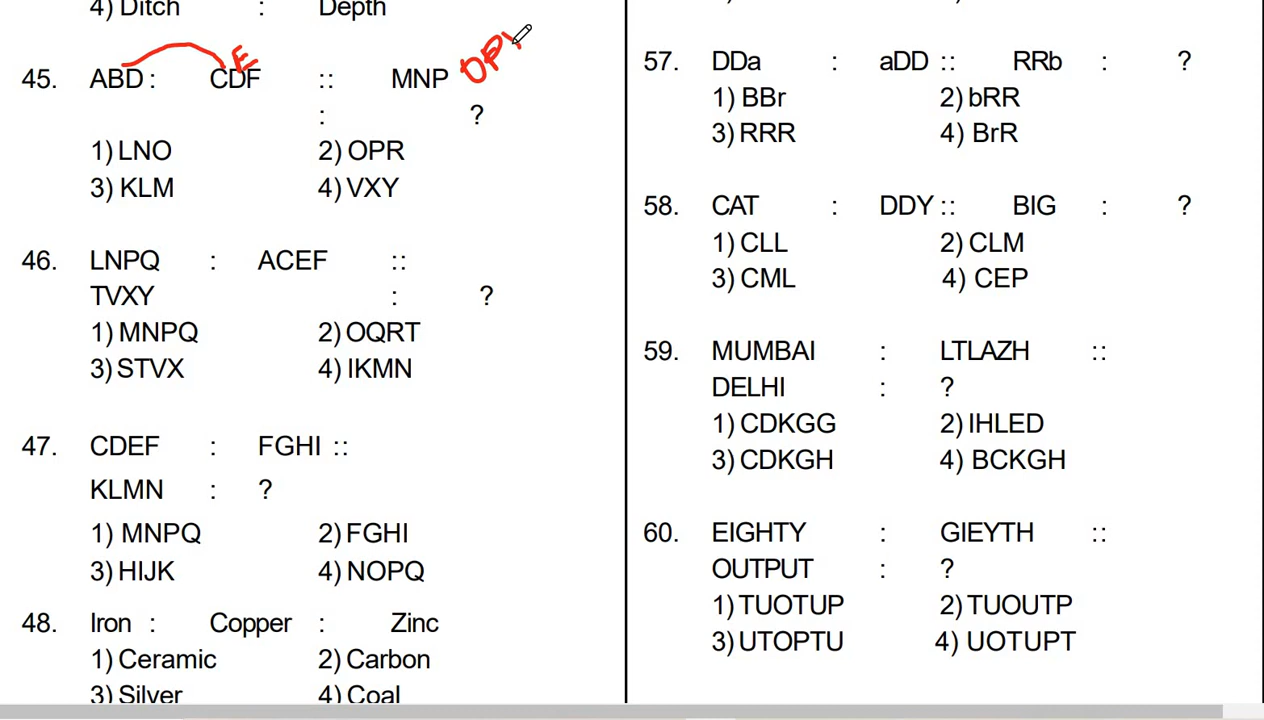 4) Ditch : Depth
E
OP
45. ABD : CDF :: MNP
: ?
1) LNO 2) OPR
3) KLM 4) VXY
46. LNPQ : ACEF ::
TVXY : ?
1) MNPQ 2) OQRT
3) STVX 4) IKMN
47. CDEF : FGHI ::
KLMN : ?
1) MNPQ 2) FGHI
3) HIJK 4) NOPQ
48. Iron : Copper : Zinc
1) Ceramic 2) Carbon
3) Silver 4) Coal
57. DDa : aDD :: RRb : ?
1) BBr 2) bRR
3) RRR 4) BrR
58. CAT : DDY :: BIG : ?
1) CLL 2) CLM
3) CML 4) CEP
59. MUMBAI : LTLAZH ::
DELHI : ?
1) CDKGG 2) IHLED
3) CDKGH 4) BCKGH
60. EIGHTY : GIEYTH ::
OUTPUT : ?
1) TUOTUP 2) TUOUTP
3) UTOPTU 4) UOTUPT